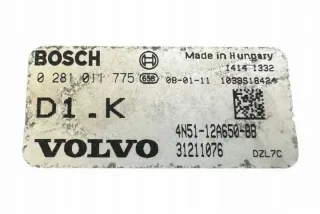 BOSCH Made in Hungary
1414 1332
0 281 011 775 658 08-01-11 1039S18424
D1.K
4N51-12A650-BB
VOLVO 31211076 DZL7C